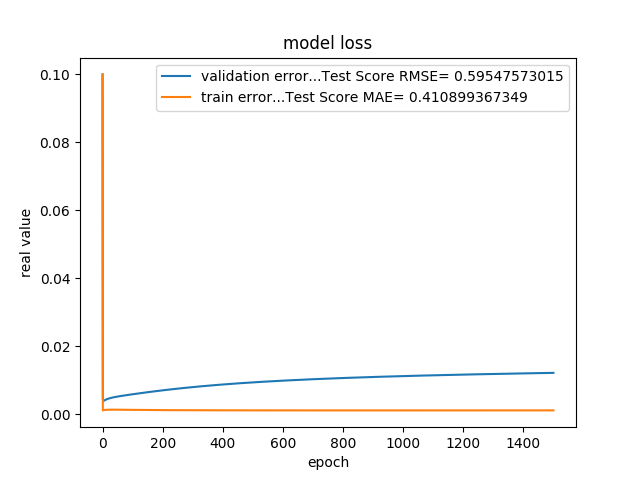 model loss
validation error...Test Score RMSE= 0.59547573015
train error...Test Score MAE= 0.410899367349
real value
0.10
0.08
0.06
0.04
0.02
0.00
0 200 400 600 800 1000 1200 1400
epoch